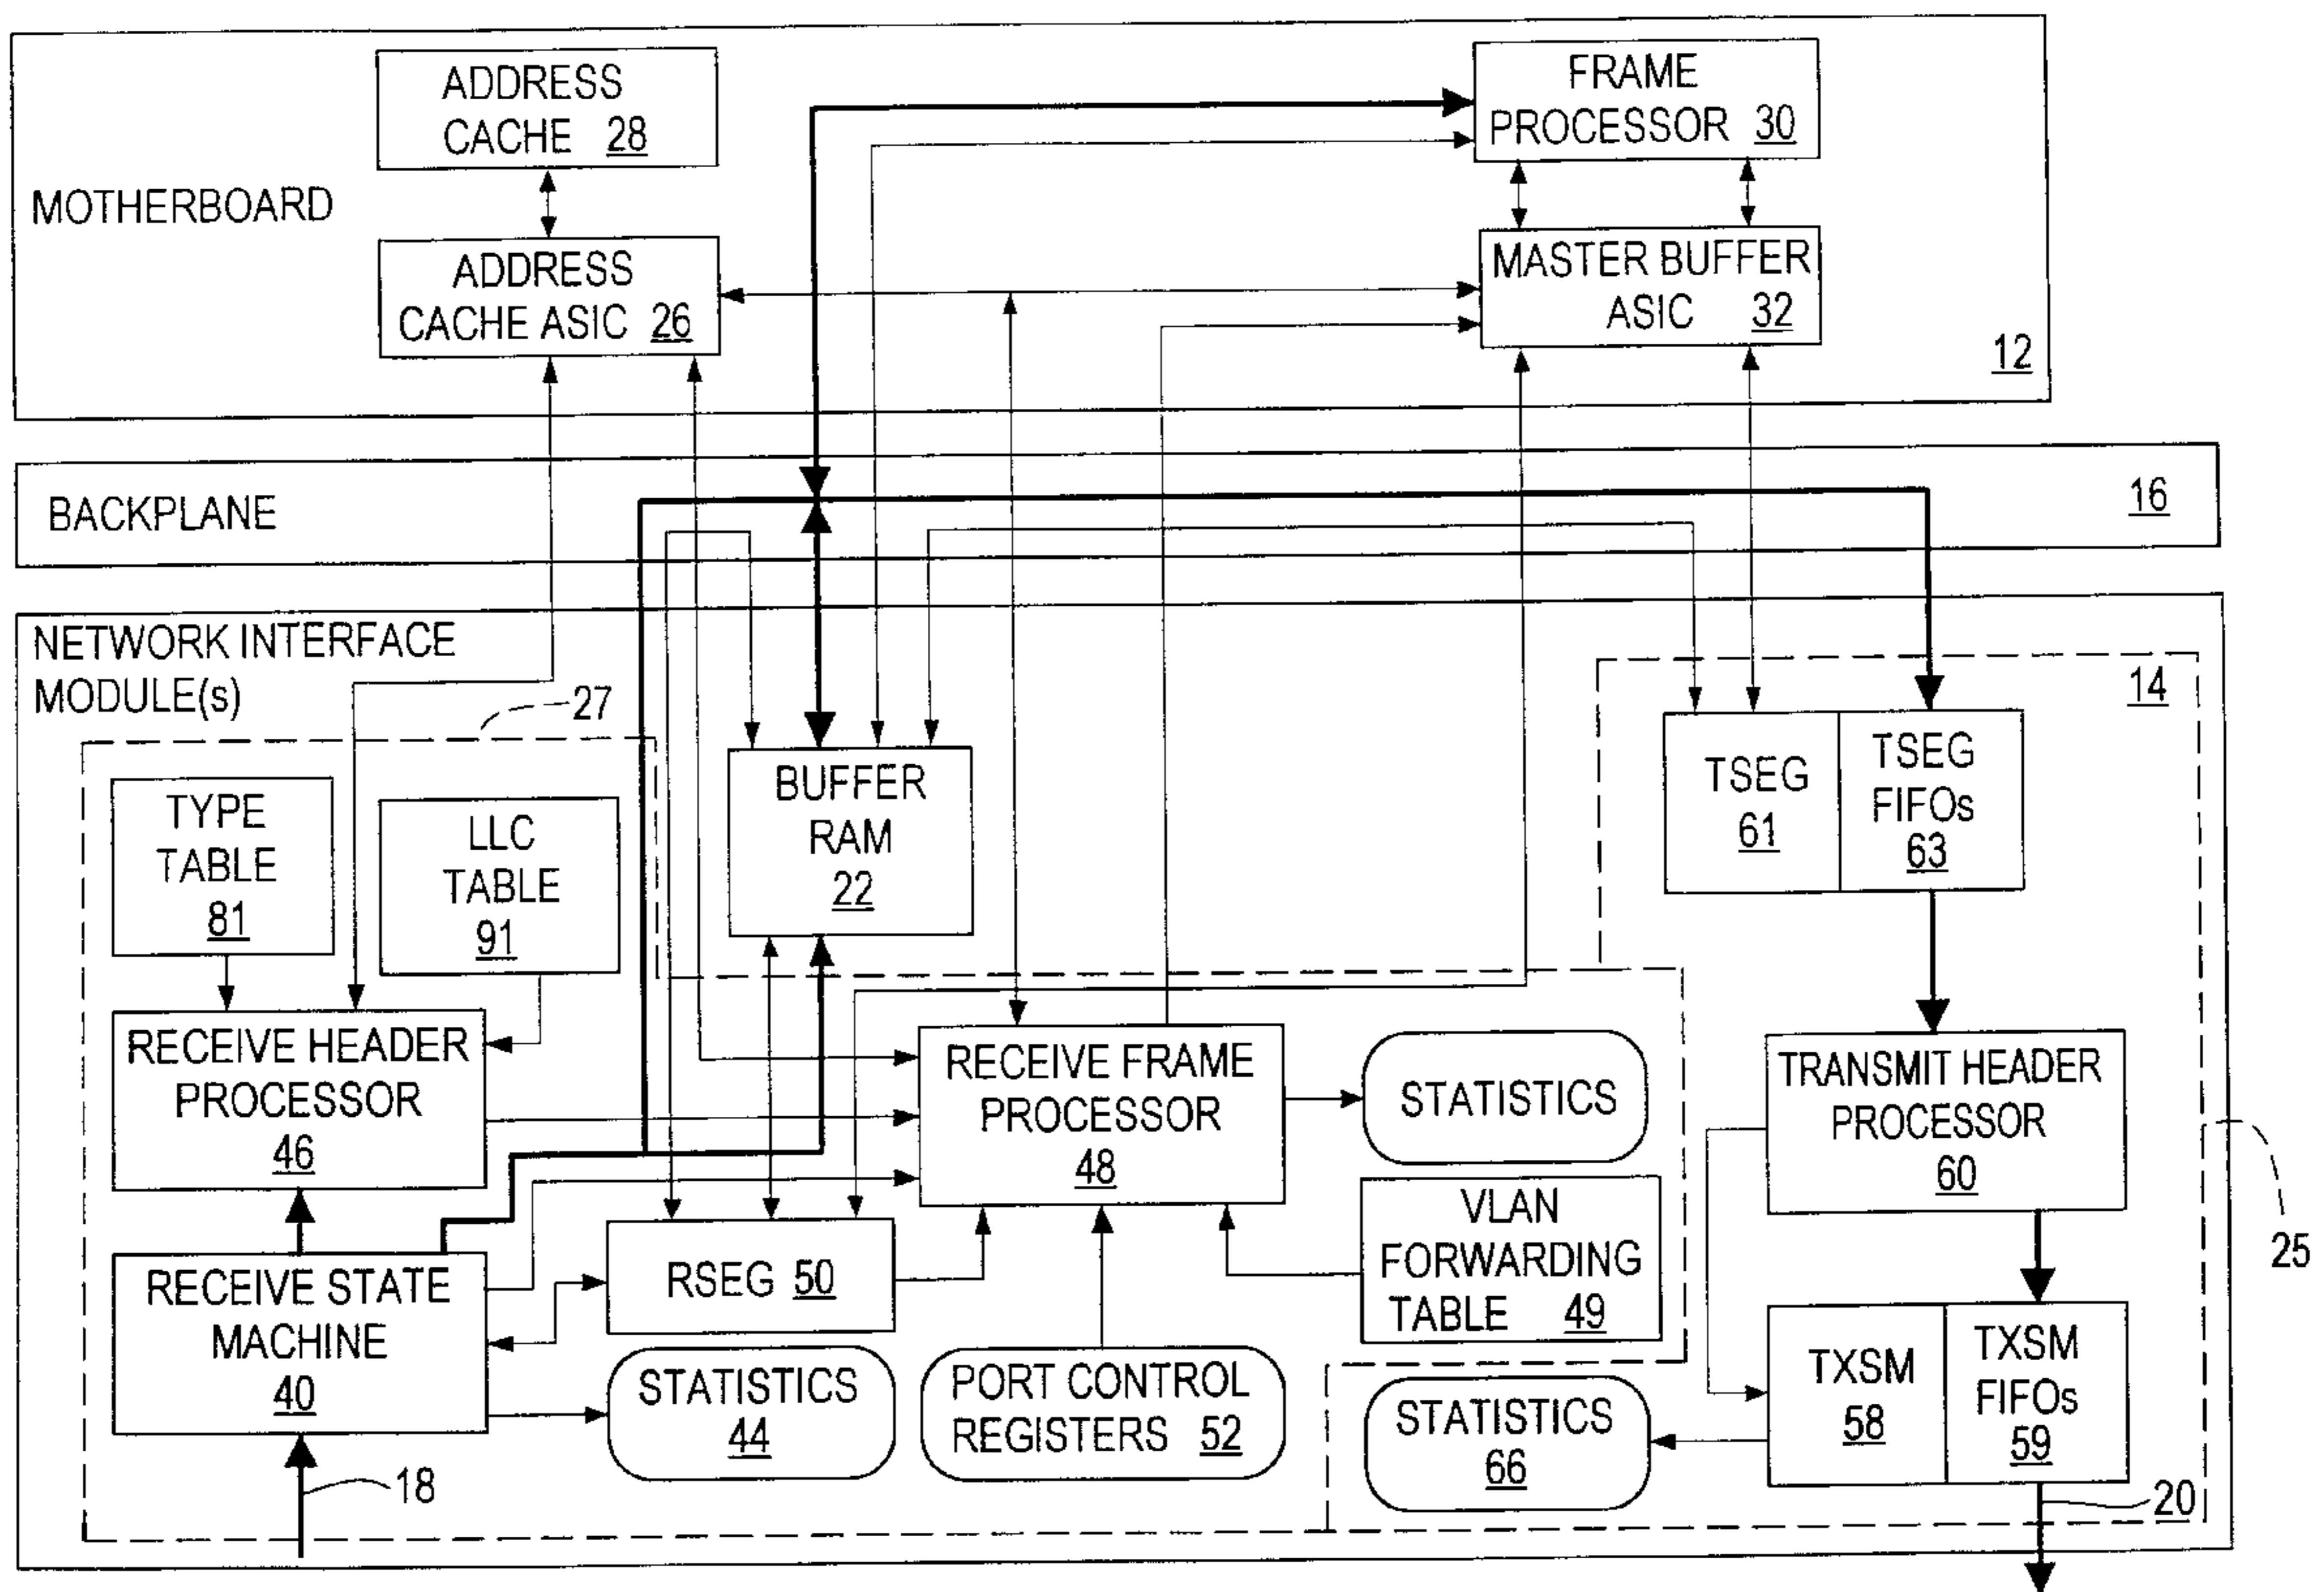 MOTHERBOARD
ADDRESS
CACHE 28
ADDRESS
CACHE ASIC 26
FRAME
PROCESSOR 30
MASTER BUFFER
ASIC 32
12
BACKPLANE
16
NETWORK INTERFACE
MODULE(s)
27
14
TYPE
TABLE
81
LLC
TABLE
91
BUFFER
RAM
22
TSEG
61
TSEG
FIFOs
63
RECEIVE HEADER
PROCESSOR
46
RECEIVE FRAME
PROCESSOR
48
STATISTICS
TRANSMIT HEADER
PROCESSOR
60
25
RECEIVE STATE
MACHINE
40
RSEG 50
VLAN
FORWARDING
TABLE 49
STATISTICS
44
PORT CONTROL
REGISTERS 52
STATISTICS
66
TXSM
58
TXSM
FIFOs
59
18
20